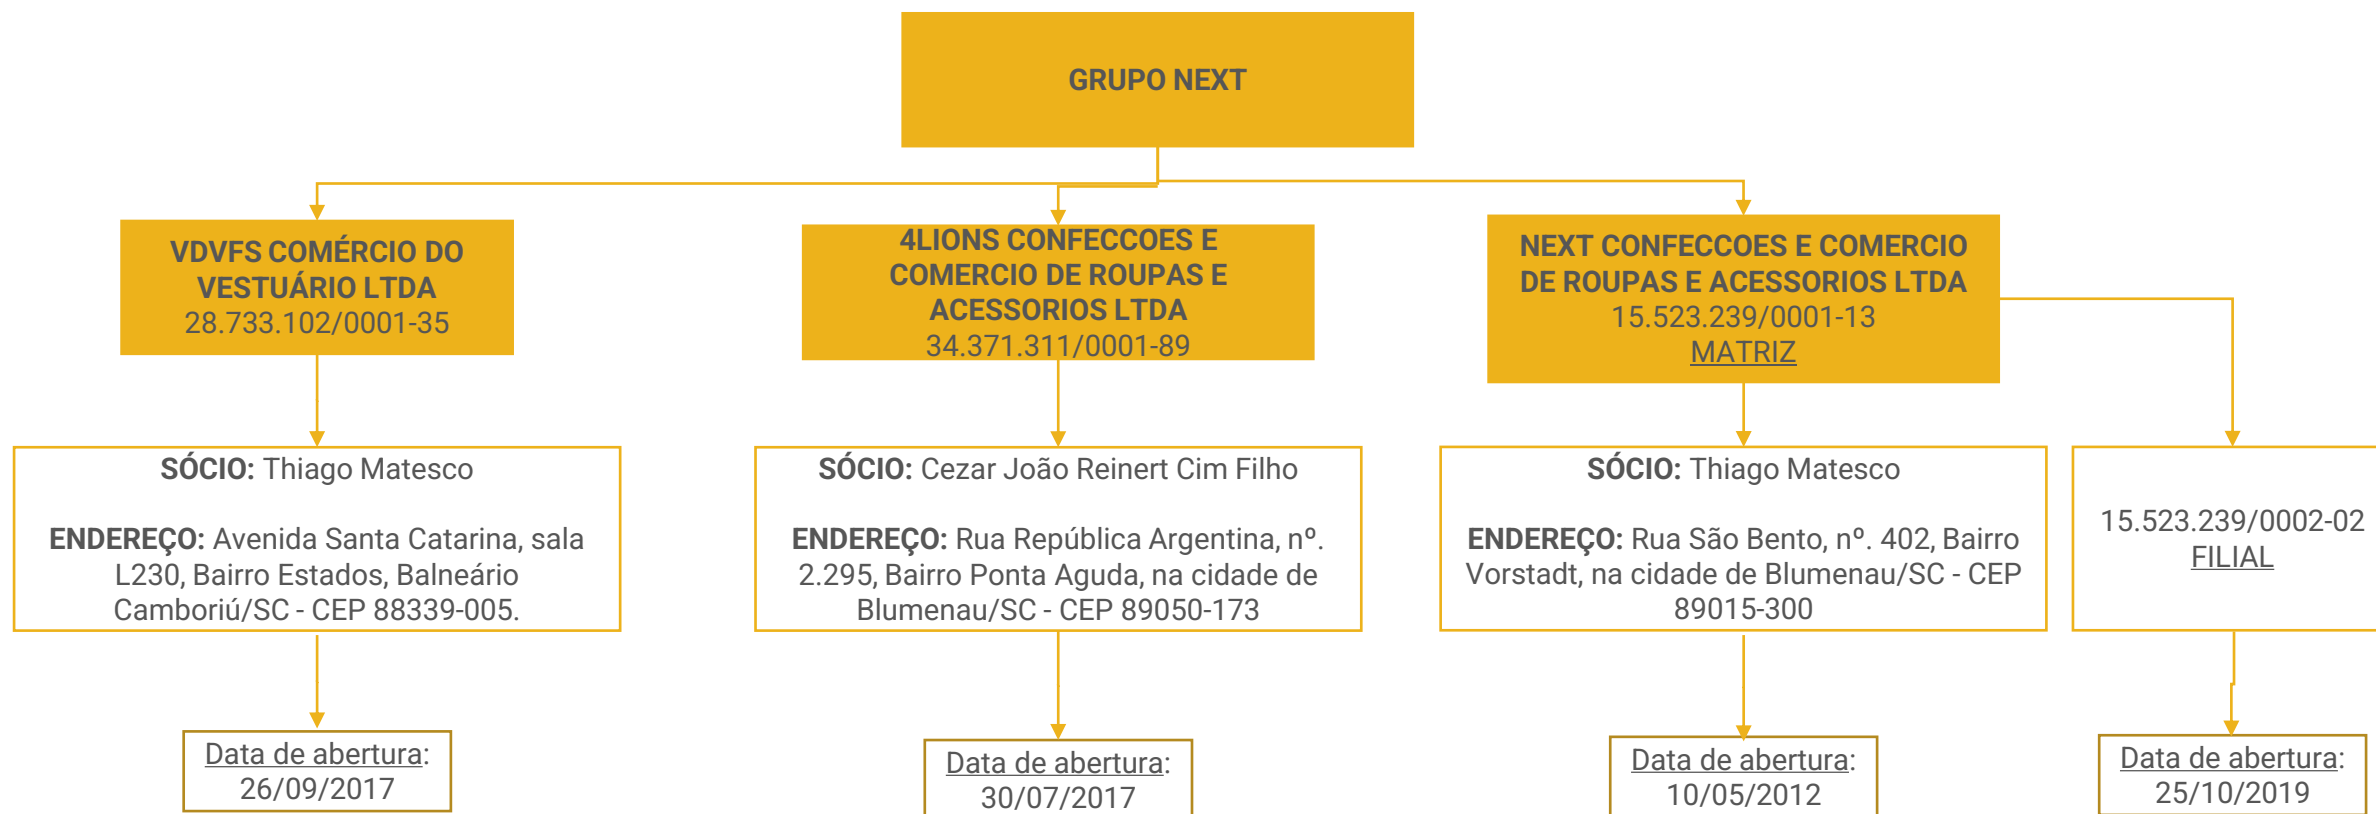 GRUPO NEXT
VDVFS COMÉRCIO DO
VESTUÁRIO LTDA
28.733.102/0001-35
4LIONS CONFECCOES E
COMERCIO DE ROUPAS E
ACESSORIOS LTDA
34.371.311/0001-89
NEXT CONFECCOES E COMERCIO
DE ROUPAS E ACESSORIOS LTDA
15.523.239/0001-13
MATRIZ
SÓCIO: Thiago Matesco
ENDEREÇO: Avenida Santa Catarina, sala
L230, Bairro Estados, Balneário
Camboriú/SC - CEP 88339-005.
SÓCIO: Cezar João Reinert Cim Filho
ENDEREÇO: Rua República Argentina, nº.
2.295, Bairro Ponta Aguda, na cidade de
Blumenau/SC - CEP 89050-173
SÓCIO: Thiago Matesco
ENDEREÇO: Rua São Bento, nº. 402, Bairro
Vorstadt, na cidade de Blumenau/SC - CEP
89015-300
15.523.239/0002-02
FILIAL
Data de abertura:
26/09/2017
Data de abertura:
30/07/2017
Data de abertura:
10/05/2012
Data de abertura:
25/10/2019